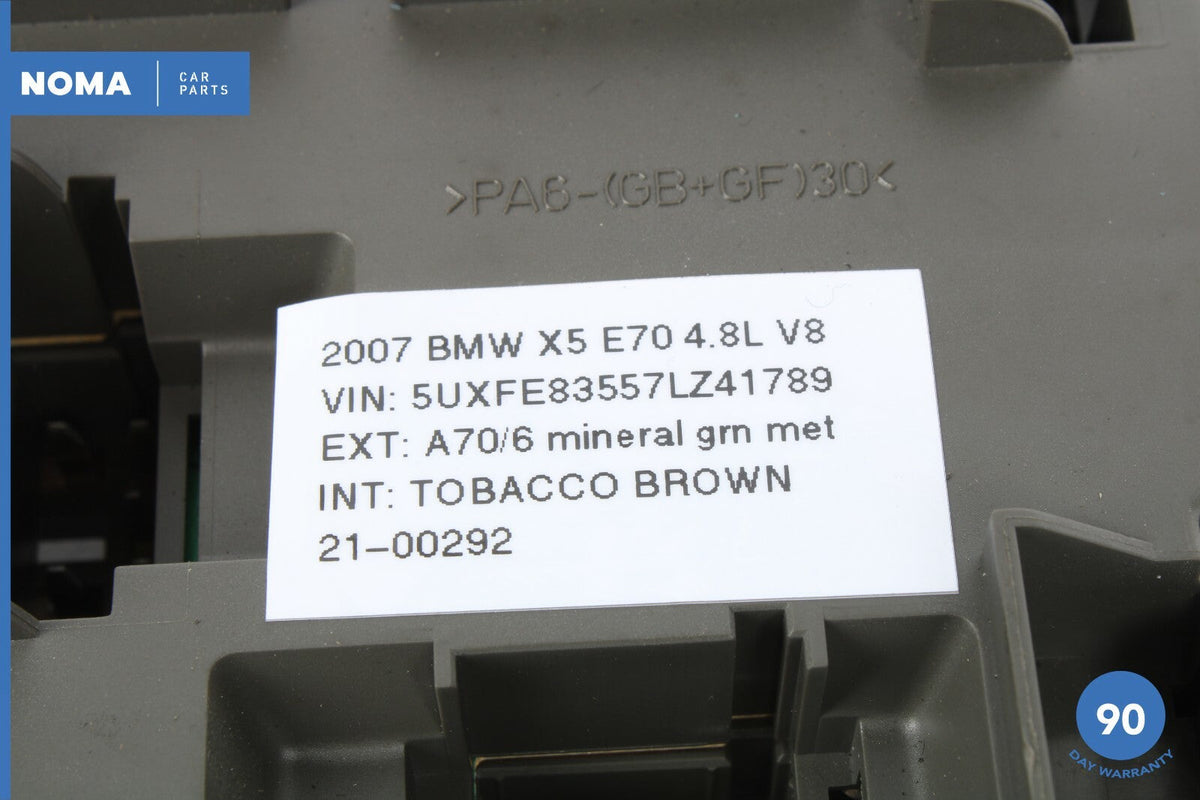 NOMA
CAR
PARTS
>PA6-(GB+GF)30<
2007 BMW X5 E70 4.8L V8
VIN: 5UXFE83557LZ41789
EXT: A70/6 mineral grn met
INT: TOBACCO BROWN
21-00292
90
DAY WARRANTY